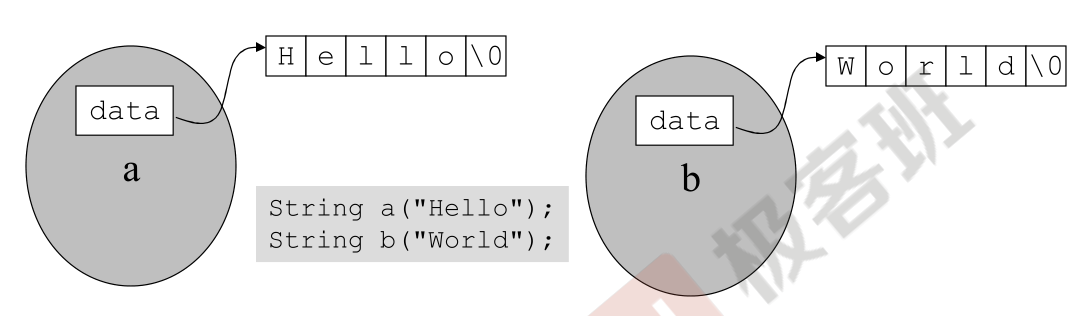 H e l l o \0
W o r l d \0
data
data
a
b
String a("Hello");
String b("World");
极客班